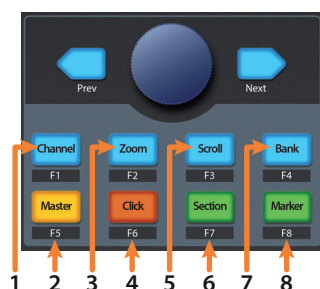 Prev Next
Channel Zoom Scroll Bank
F1 F2 F3 F4
Master Click Section Marker
F5 F6 F7 F8
1 2 3 4 5 6 7 8